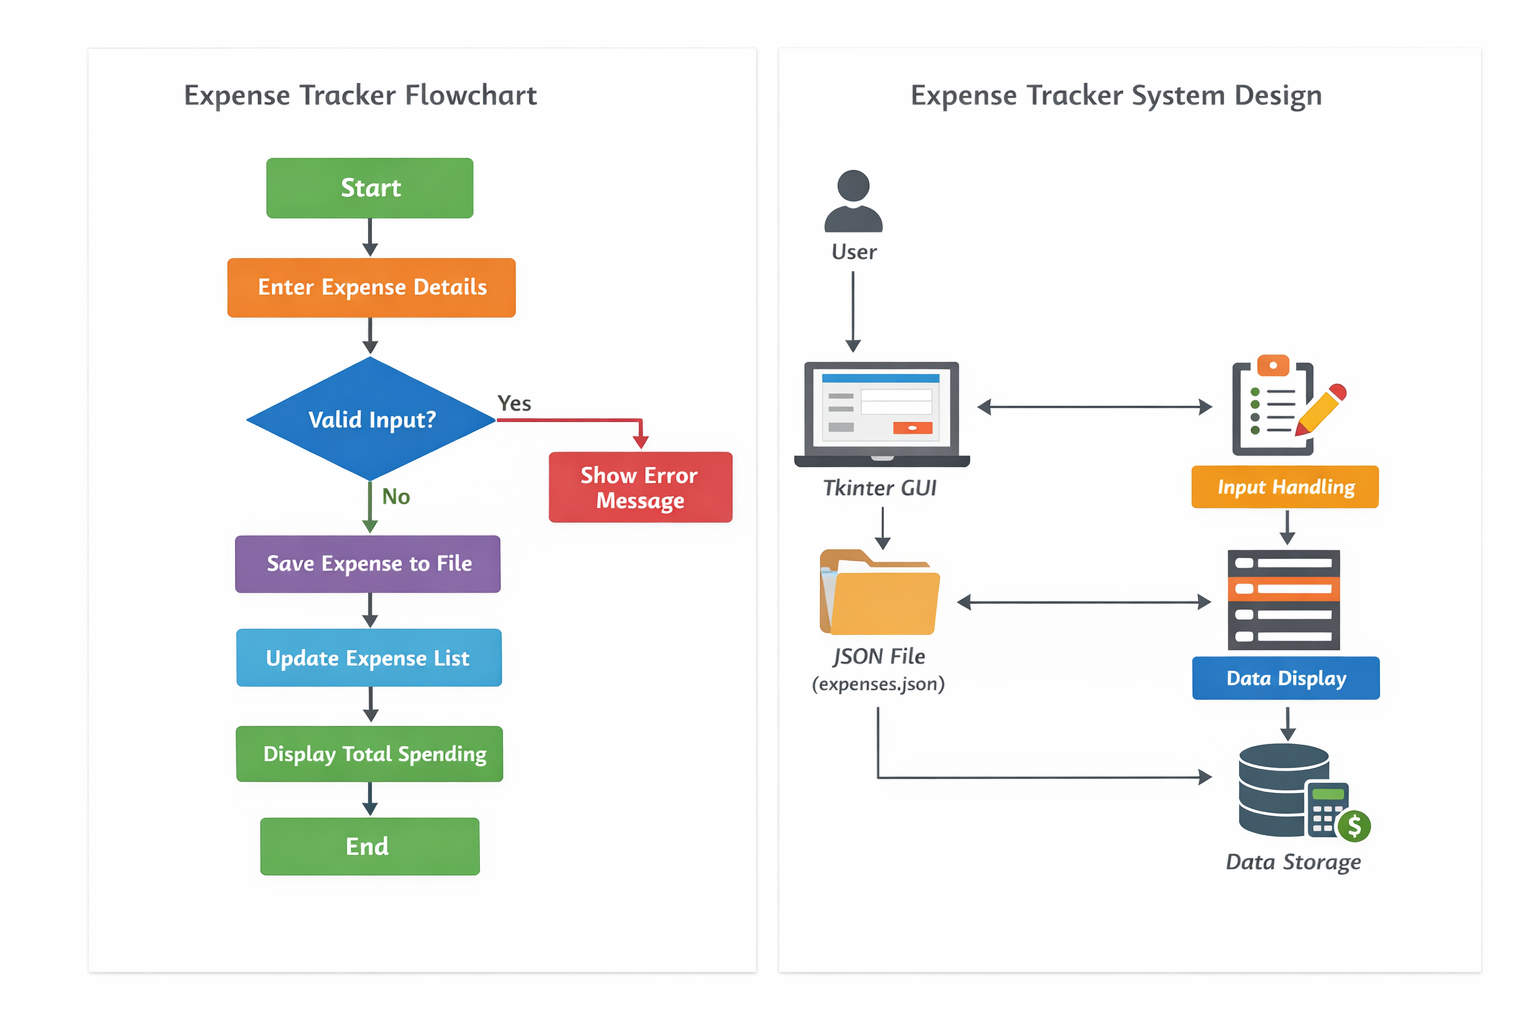 Expense Tracker Flowchart
Start
Enter Expense Details
Valid Input?
Yes
Show Error
Message
No
Save Expense to File
Update Expense List
Display Total Spending
End
Expense Tracker System Design
User
Tkinter GUI
Input Handling
JSON File
(expenses.json)
Data Display
$
Data Storage